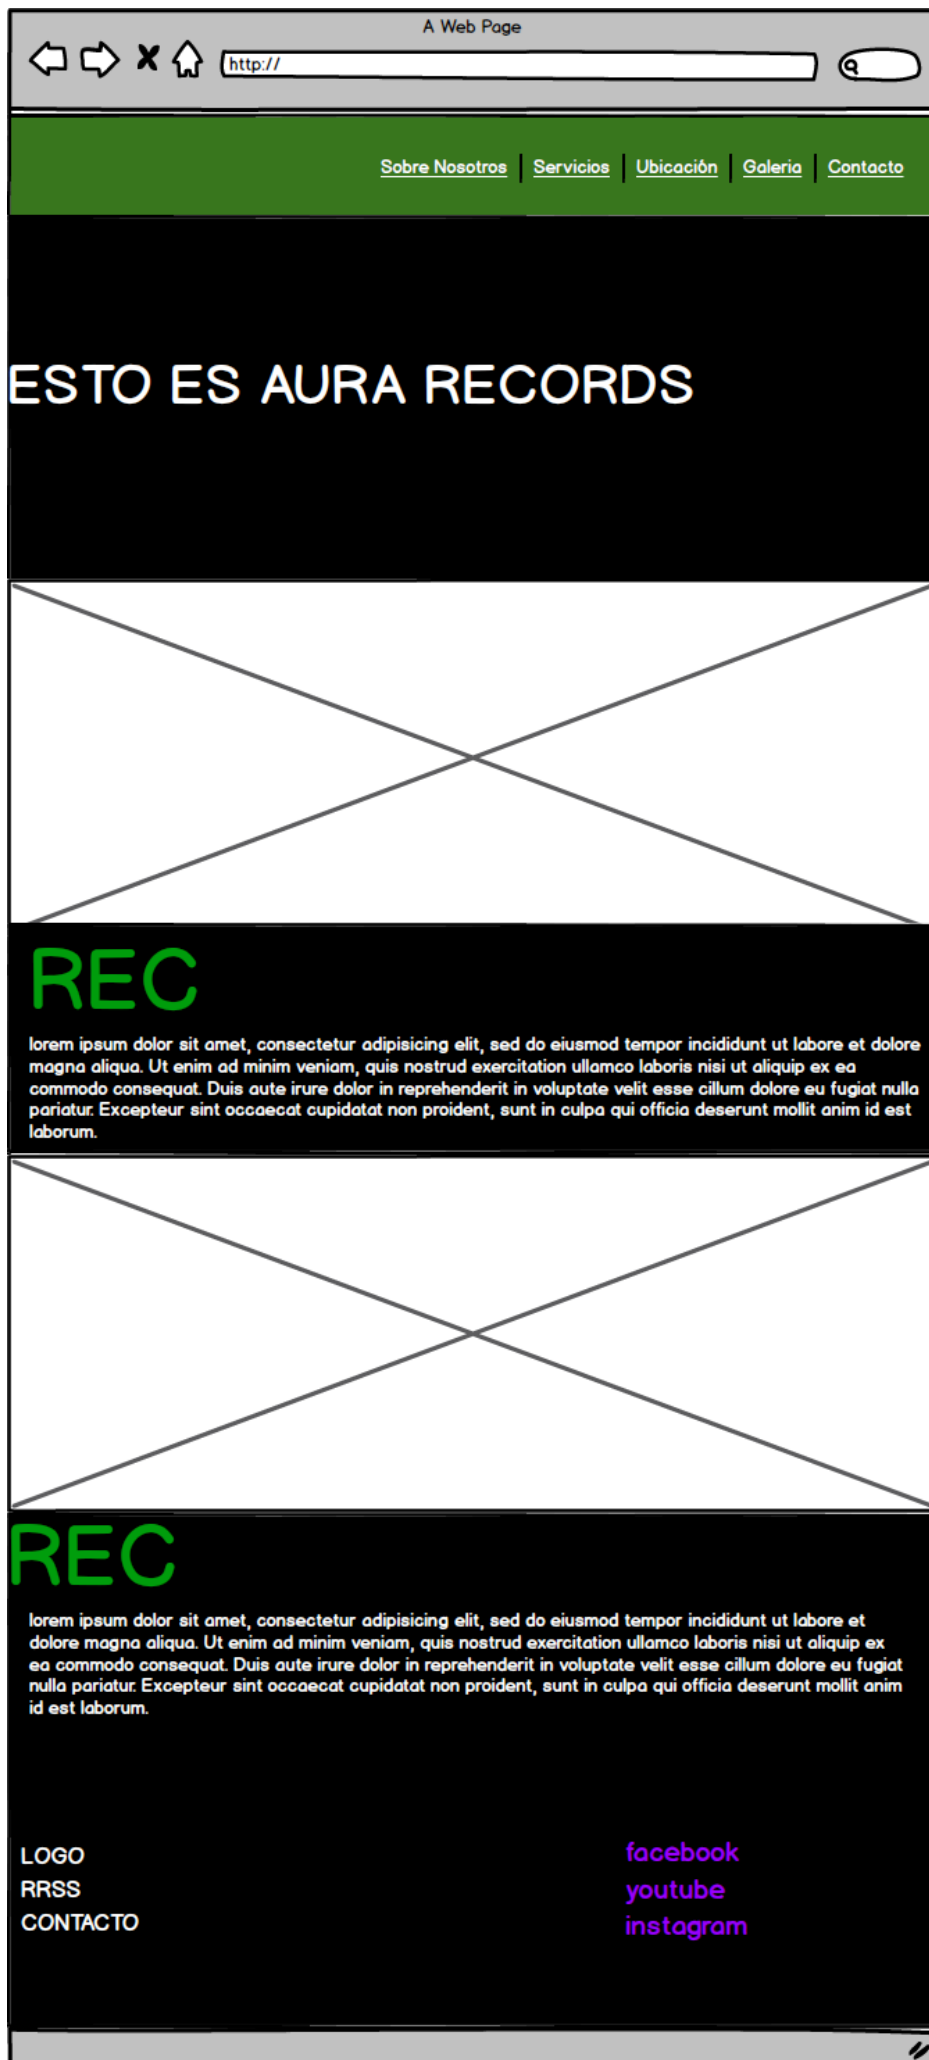 A Web Page
http://
Sobre Nosotros Servicios Ubicación Galeria Contacto
ESTO ES AURA RECORDS
REC
lorem ipsum dolor sit amet, consectetur adipisicing elit, sed do eiusmod tempor incididunt ut labore et dolore
magna aliqua. Ut enim ad minim veniam, quis nostrud exercitation ullamco laboris nisi ut aliquip ex ea
commodo consequat. Duis aute irure dolor in reprehenderit in voluptate velit esse cillum dolore eu fugiat nulla
pariatur. Excepteur sint occaecat cupidatat non proident, sunt in culpa qui officia deserunt mollit anim id est
laborum.
REC
lorem ipsum dolor sit amet, consectetur adipisicing elit, sed do eiusmod tempor incididunt ut labore et
dolore magna aliqua. Ut enim ad minim veniam, quis nostrud exercitation ullamco laboris nisi ut aliquip ex
ea commodo consequat. Duis aute irure dolor in reprehenderit in voluptate velit esse cillum dolore eu fugiat
nulla pariatur. Excepteur sint occaecat cupidatat non proident, sunt in culpa qui officia deserunt mollit anim
id est laborum.
LOGO
RRSS
CONTACTO
facebook
youtube
instagram